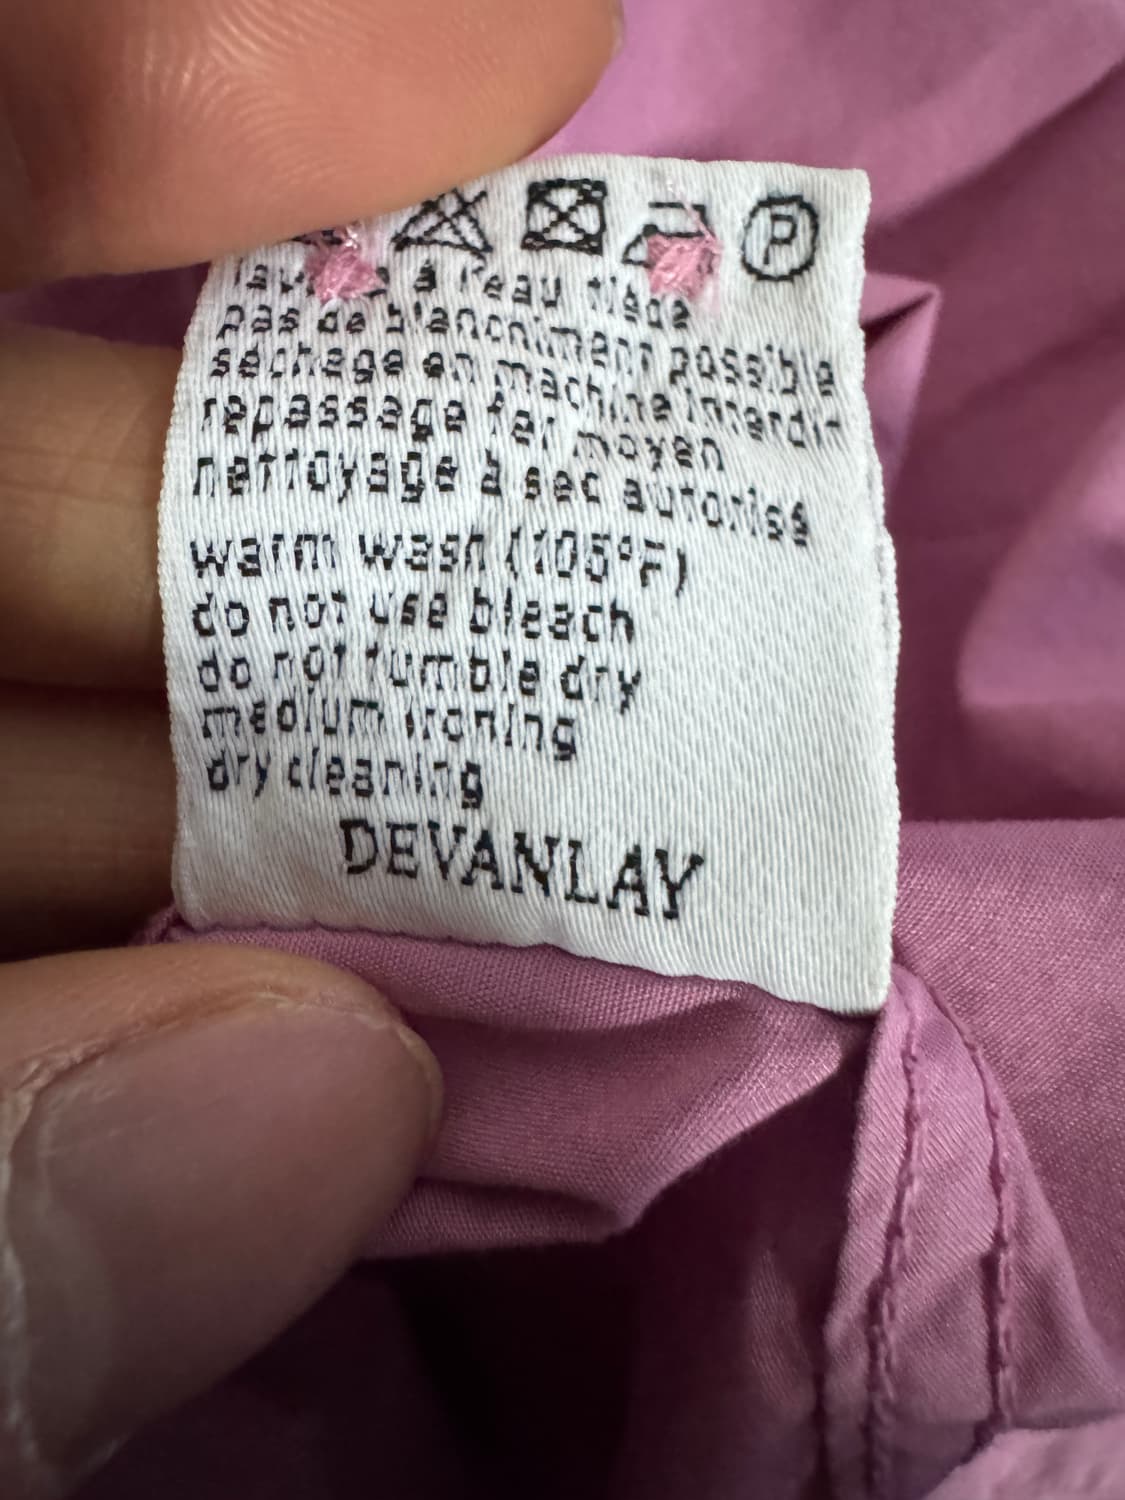 P
lavage à l'eau tiède
pas de blanchiment possible
séchage en machine interdit
repassage fer moyen
nettoyage à sec autorisé
warm wash (105°F)
do not use bleach
do not tumble dry
medium ironing
dry cleaning
DEVANLAY